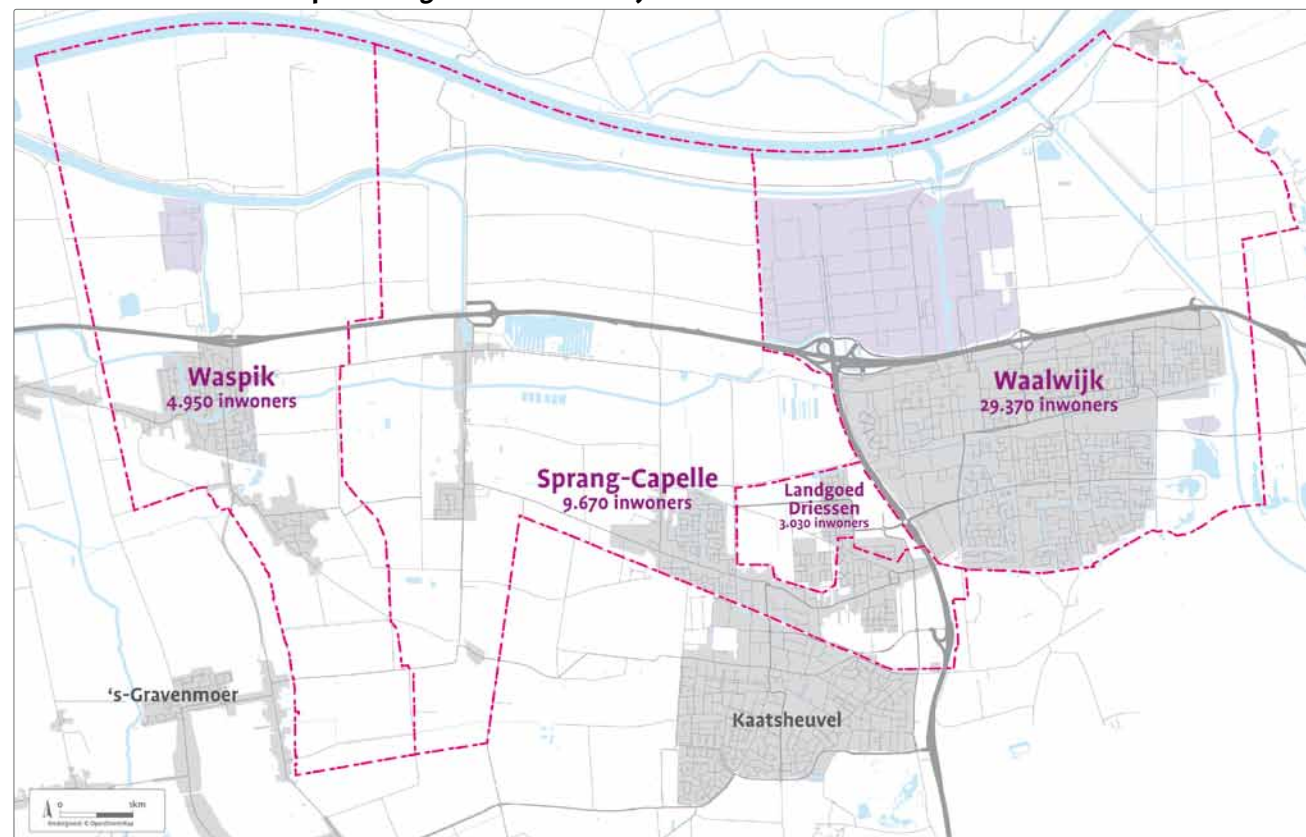 Waspik
4.950 inwoners
Waalwijk
29.370 inwoners
Sprang-Capelle
9.670 inwoners
Landgoed
Driessen
3.030 inwoners
's-Gravenmoer
Kaatsheuvel
0 1km